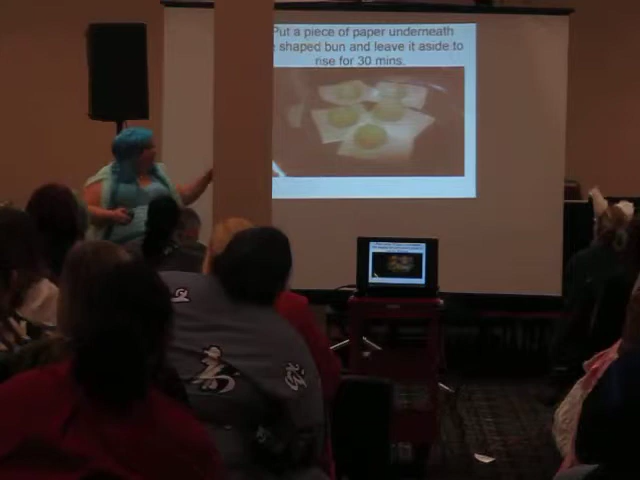 Put a piece of paper underneath
shaped bun and leave it aside to
rise for 30 mins.